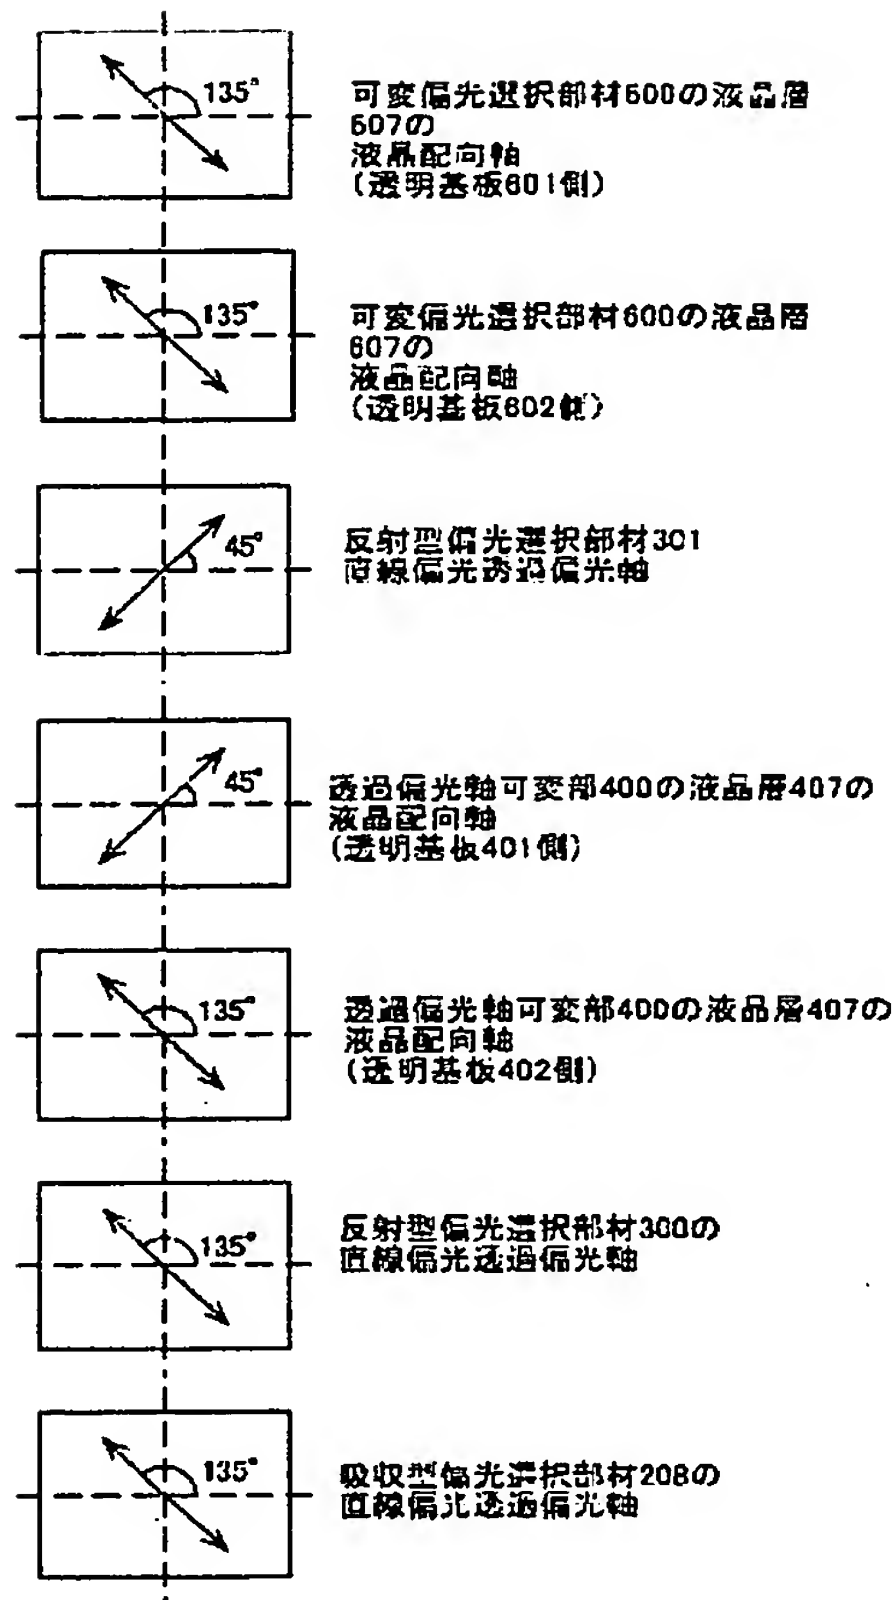 135°
可変偏光選択部材600の液晶層
607の
液晶配向軸
(透明基板601側)
135°
可変偏光選択部材600の液晶層
607の
液晶配向軸
(透明基板602側)
45°
反射型偏光選択部材301
直線偏光透過偏光軸
45°
透過偏光軸可変部400の液晶層407の
液晶配向軸
(透明基板401側)
135°
透過偏光軸可変部400の液晶層407の
液晶配向軸
(透明基板402側)
135°
反射型偏光選択部材300の
直線偏光透過偏光軸
135°
吸収型偏光選択部材208の
直線偏光透過偏光軸